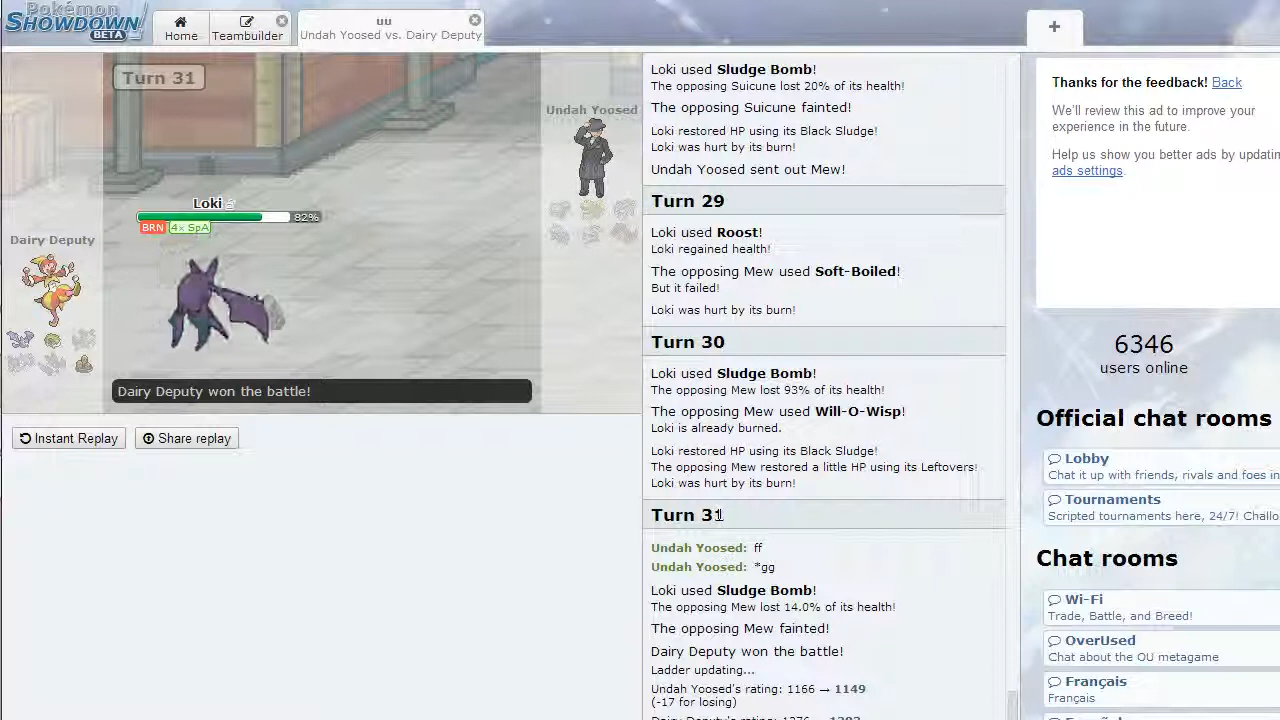 Pokémon
SHOWDOWN
BETA
Home
Teambuilder
uu
Undah Yoosed vs. Dairy Deputy
+
Turn 31
Undah Yoosed
Loki
82%
BRN 4x SpA
Dairy Deputy
Dairy Deputy won the battle!
Instant Replay
Share replay
Loki used Sludge Bomb!
The opposing Suicune lost 20% of its health!
The opposing Suicune fainted!
Loki restored HP using its Black Sludge!
Loki was hurt by its burn!
Undah Yoosed sent out Mew!
Turn 29
Loki used Roost!
Loki regained health!
The opposing Mew used Soft-Boiled!
But it failed!
Loki was hurt by its burn!
Turn 30
Loki used Sludge Bomb!
The opposing Mew lost 93% of its health!
The opposing Mew used Will-O-Wisp!
Loki is already burned.
Loki restored HP using its Black Sludge!
The opposing Mew restored a little HP using its Leftovers!
Loki was hurt by its burn!
Turn 31
Undah Yoosed: ff
Undah Yoosed: *gg
Loki used Sludge Bomb!
The opposing Mew lost 14.0% of its health!
The opposing Mew fainted!
Dairy Deputy won the battle!
Ladder updating...
Undah Yoosed's rating: 1166 → 1149
(-17 for losing)
Dairy Deputy's rating:
Thanks for the feedback! Back
We'll review this ad to improve your
experience in the future.
Help us show you better ads by updatin
ads settings.
6346
users online
Official chat rooms
Lobby
Chat it up with friends, rivals and foes in
Tournaments
Scripted tournaments here, 24/7! Challo
Chat rooms
Wi-Fi
Trade, Battle, and Breed!
OverUsed
Chat about the OU metagame
Français
Français